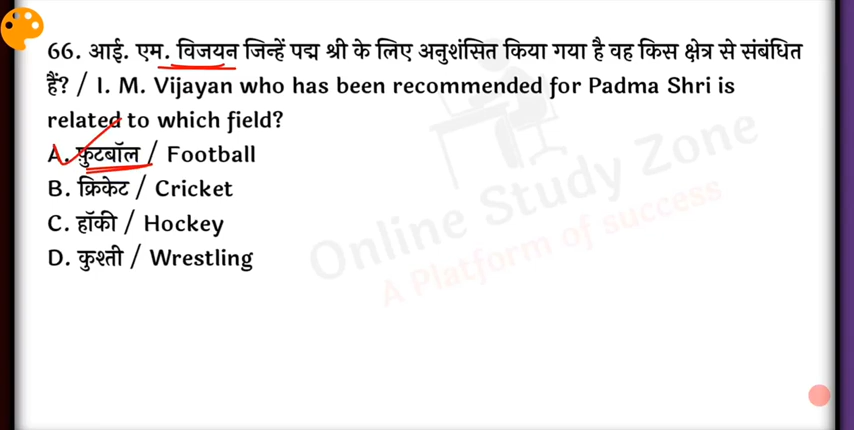 66. आई. एम. विजयन जिन्हें पद्म श्री के लिए अनुशंसित किया गया है वह किस क्षेत्र से संबंधित
हैं? / I. M. Vijayan who has been recommended for Padma Shri is
related to which field?
A. फ़ुटबॉल / Football
B. क्रिकेट / Cricket
C. हॉकी / Hockey
D. कुश्ती / Wrestling
Online Study Zone
A Platform of success